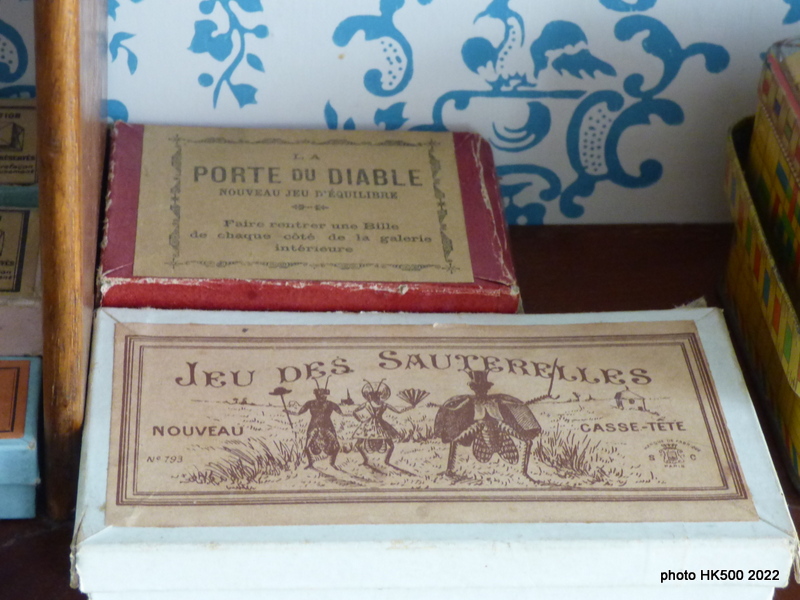 LA
PORTE DU DIABLE
NOUVEAU JEU D'ÉQUILIBRE
Faire rentrer une Bille
de chaque côté de la galerie
intérieure
JEU DES SAUTERELLES
NOUVEAU
CASSE-TÊTE
No 793
S C
PARIS
photo HK500 2022